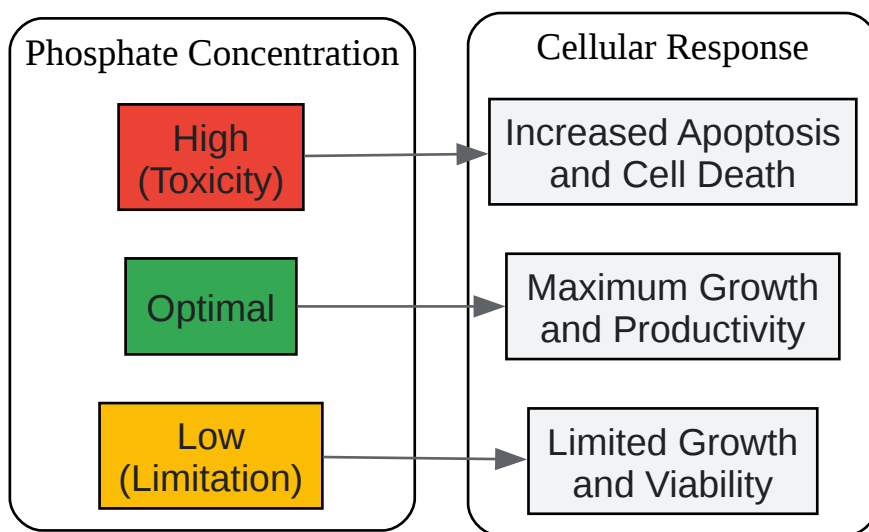 Phosphate Concentration
High
(Toxicity)
Optimal
Low
(Limitation)
Cellular Response
Increased Apoptosis
and Cell Death
Maximum Growth
and Productivity
Limited Growth
and Viability